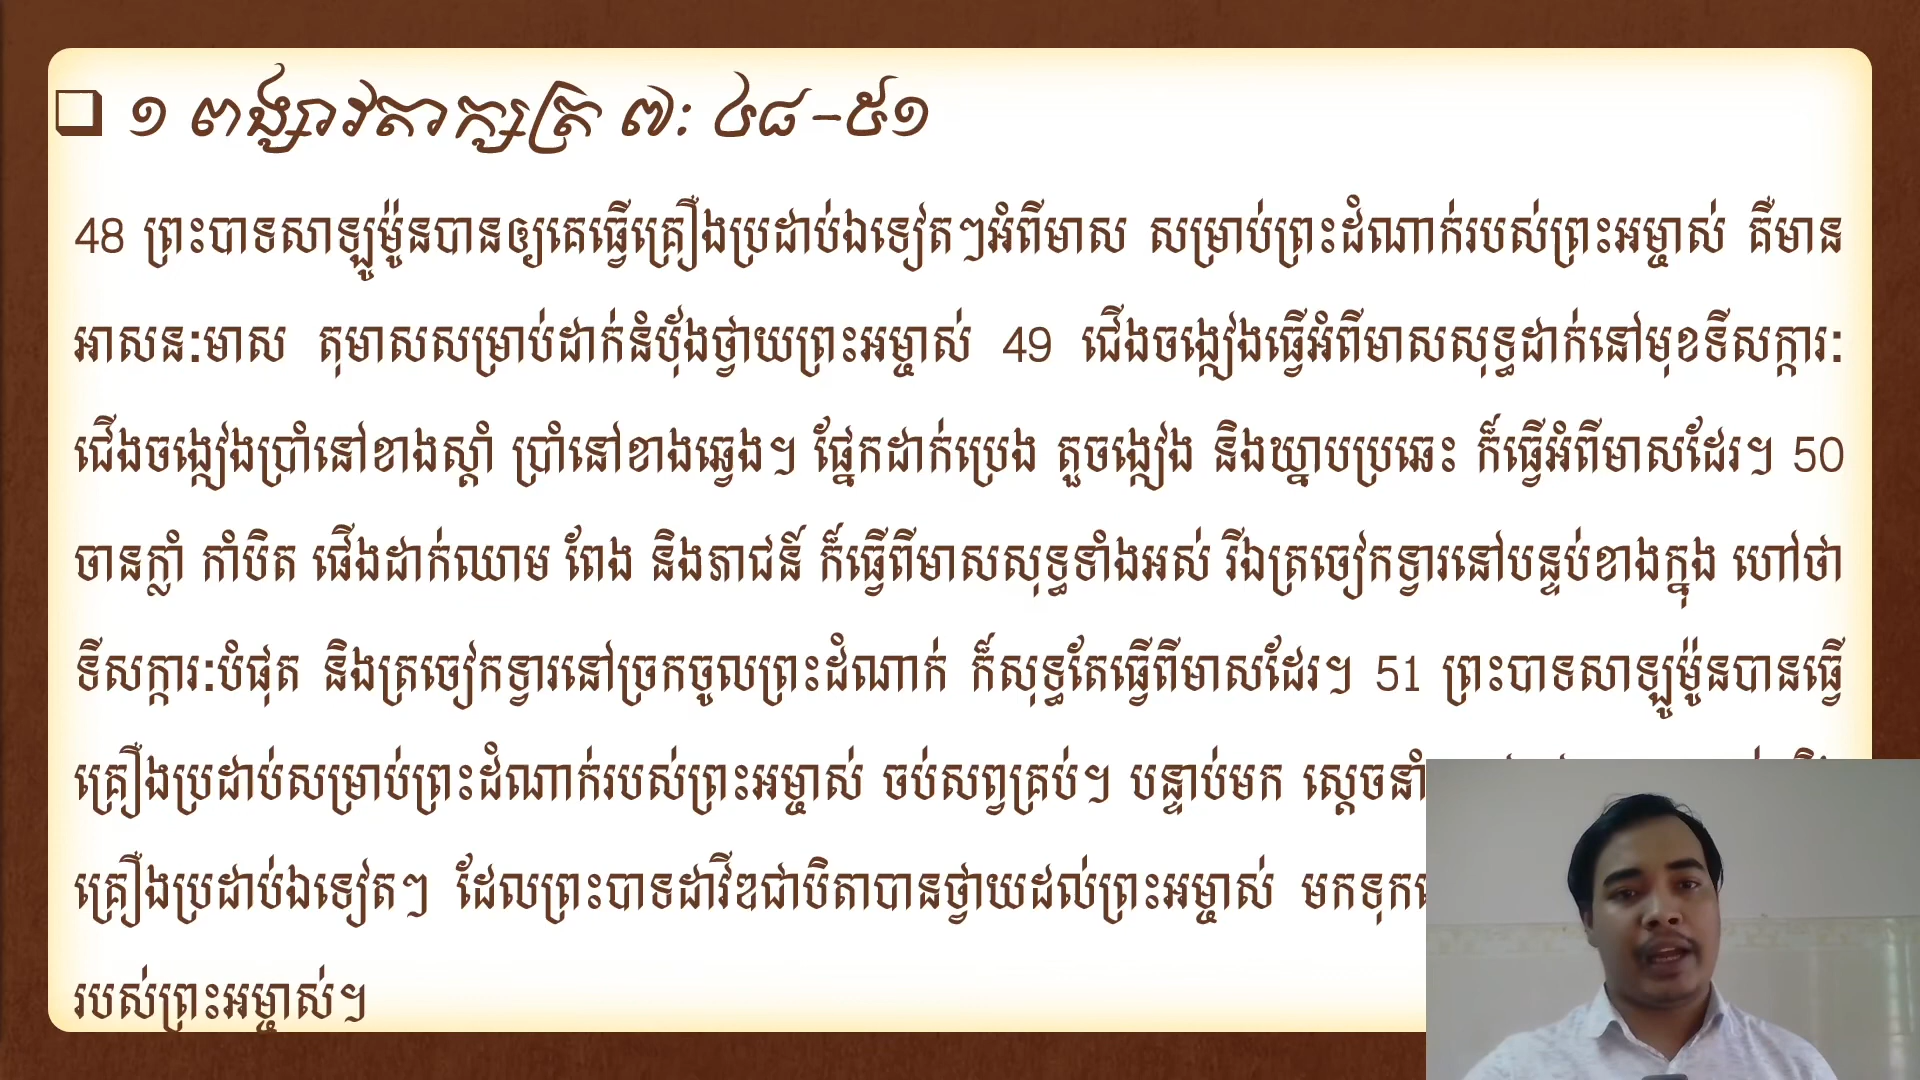 ១ ពង្សាវតាក្សត្រ ៧: ៤៨-៥១
48 ព្រះបាទសាឡូម៉ូនបានឲ្យគេធ្វើគ្រឿងប្រដាប់ឯទៀតៗអំពីមាស សម្រាប់ព្រះដំណាក់របស់ព្រះអម្ចាស់ គឺមាន
អាសនៈមាស តុមាសសម្រាប់ដាក់នំប៉័ងថ្វាយព្រះអម្ចាស់ 49 ជើងចង្កៀងធ្វើអំពីមាសសុទ្ធដាក់នៅមុខទីសក្ការៈ
ជើងចង្កៀងប្រាំនៅខាងស្ដាំ ប្រាំនៅខាងឆ្វេង។ ផ្នែកដាក់ប្រេង តួចង្កៀង និងឃ្នាបប្រឆេះ ក៏ធ្វើអំពីមាសដែរ។ 50
ចានក្លាំ កាំបិត ផើងដាក់ឈាម ពែង និងភាជន៍ ក៏ធ្វើពីមាសសុទ្ធទាំងអស់ រីឯត្រចៀកទ្វារនៅបន្ទប់ខាងក្នុង ហៅថា
ទីសក្ការៈបំផុត និងត្រចៀកទ្វារនៅច្រកចូលព្រះដំណាក់ ក៏សុទ្ធតែធ្វើពីមាសដែរ។ 51 ព្រះបាទសាឡូម៉ូនបានធ្វើ
គ្រឿងប្រដាប់សម្រាប់ព្រះដំណាក់របស់ព្រះអម្ចាស់ ចប់សព្វគ្រប់។ បន្ទាប់មក ស្ដេចនាំ
គ្រឿងប្រដាប់ឯទៀតៗ ដែលព្រះបាទដាវីឌជាបិតាបានថ្វាយដល់ព្រះអម្ចាស់ មកទុក
របស់ព្រះអម្ចាស់។